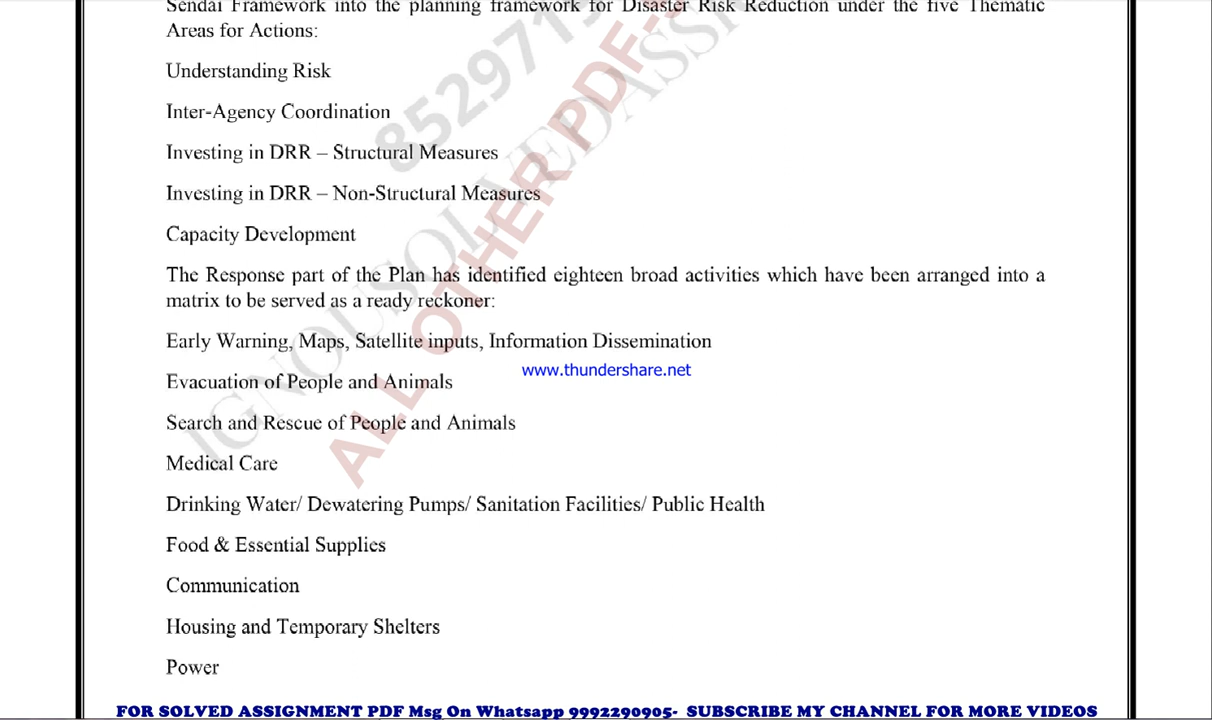 Sendai Framework into the planning framework for Disaster Risk Reduction under the five Thematic
Areas for Actions:
Understanding Risk
Inter-Agency Coordination
Investing in DRR – Structural Measures
Investing in DRR – Non-Structural Measures
Capacity Development
The Response part of the Plan has identified eighteen broad activities which have been arranged into a
matrix to be served as a ready reckoner:
Early Warning, Maps, Satellite inputs, Information Dissemination
www.thundershare.net
Evacuation of People and Animals
Search and Rescue of People and Animals
Medical Care
Drinking Water/ Dewatering Pumps/ Sanitation Facilities/ Public Health
Food & Essential Supplies
Communication
Housing and Temporary Shelters
Power
FOR SOLVED ASSIGNMENT PDF Msg On Whatsapp 9992290905- SUBSCRIBE MY CHANNEL FOR MORE VIDEOS
ALL OTHER PDF-